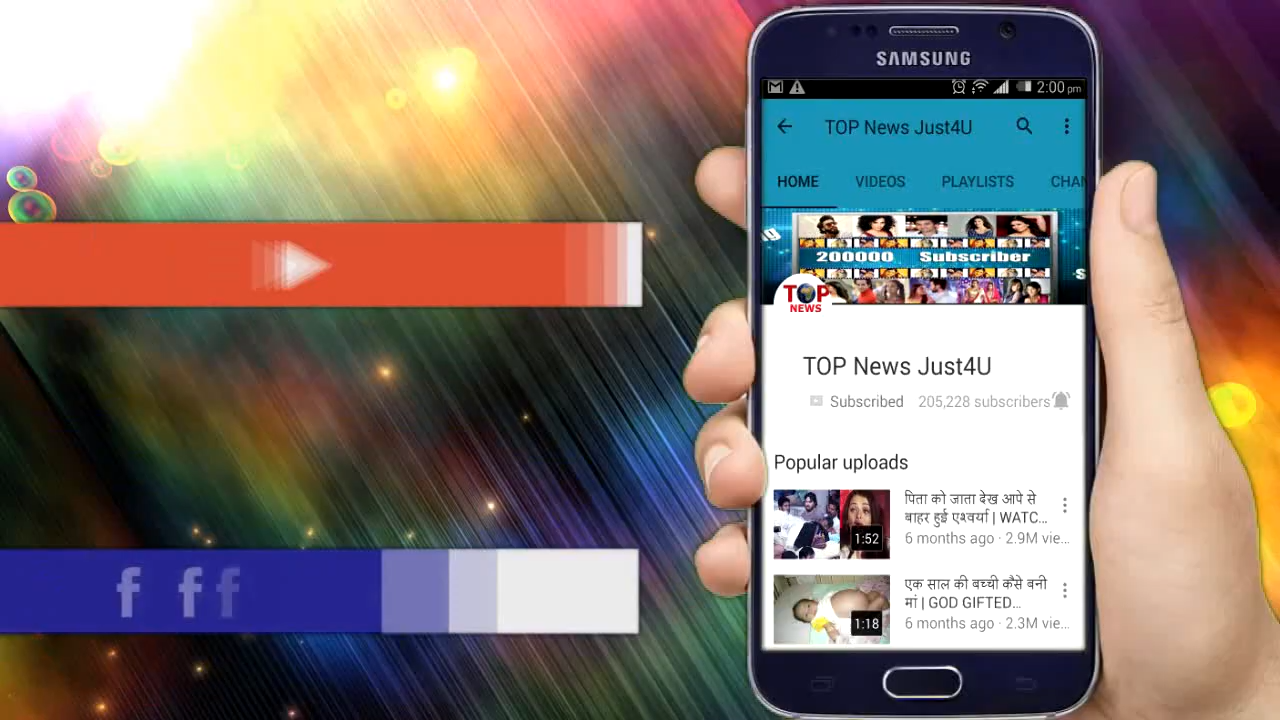 SAMSUNG
2:00 pm
TOP News Just4U
HOME VIDEOS PLAYLISTS CHAN
200000 Subscriber
TOP
NEWS
TOP News Just4U
Subscribed 205,228 subscribers
Popular uploads
पिता को जाता देख आपे से
बाहर हुई एश्वर्या | WATC...
6 months ago · 2.9M vie...
1:52
एक साल की बच्ची कैसे बनी
मां | GOD GIFTED...
6 months ago · 2.3M vie...
1:18
f f f